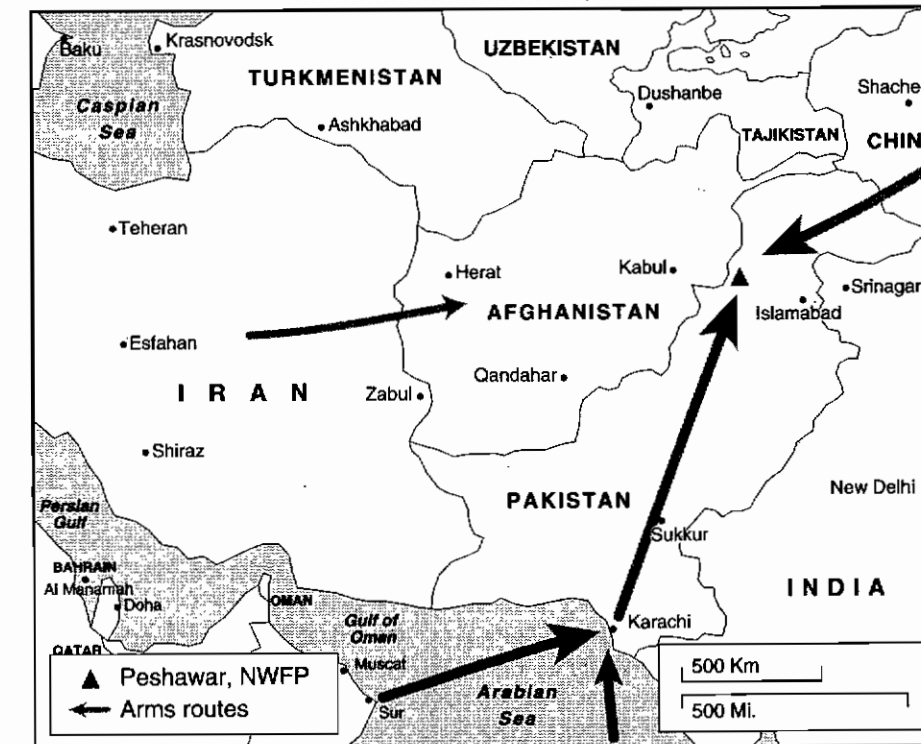 Baku
Krasnovodsk
UZBEKISTAN
TURKMENISTAN
Dushanbe
Shache
Caspian
Sea
Ashkhabad
TAJIKISTAN
CHIN
Teheran
Herat
Kabul
Srinagar
AFGHANISTAN
Islamabad
Esfahan
Qandahar
IRAN
Zabul
Shiraz
PAKISTAN
New Delhi
Persian
Gulf
Sukkur
BAHRAIN
Al Manamah
INDIA
Doha
OMAN
Gulf of
Oman
Karachi
QATAR
Muscat
500 Km
Peshawar, NWFP
Arabian
Sea
Sur
Arms routes
500 Mi.